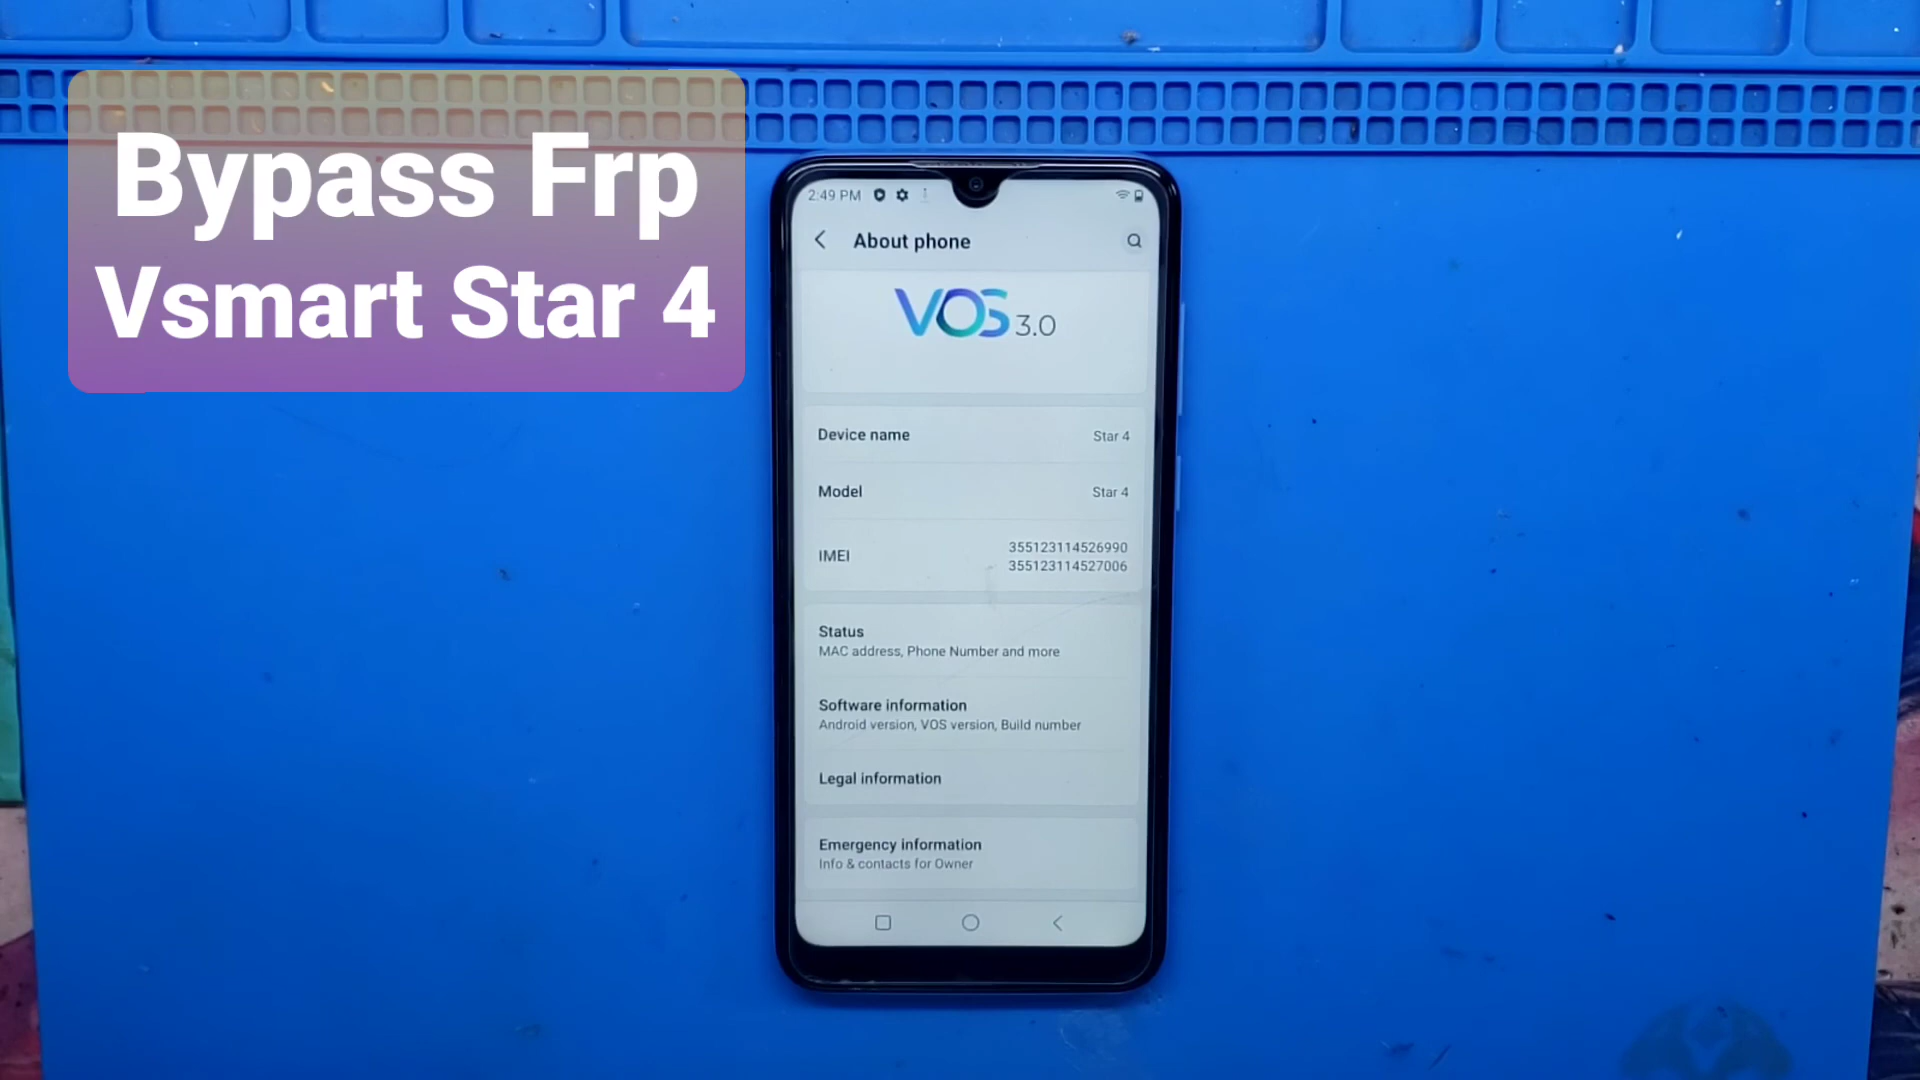 Bypass Frp
Vsmart Star 4
2:49 PM
About phone
VOS 3.0
Device name
Star 4
Model
Star 4
IMEI
355123114526990
355123114527006
Status
MAC address, Phone Number and more
Software information
Android version, VOS version, Build number
Legal information
Emergency information
Info & contacts for Owner